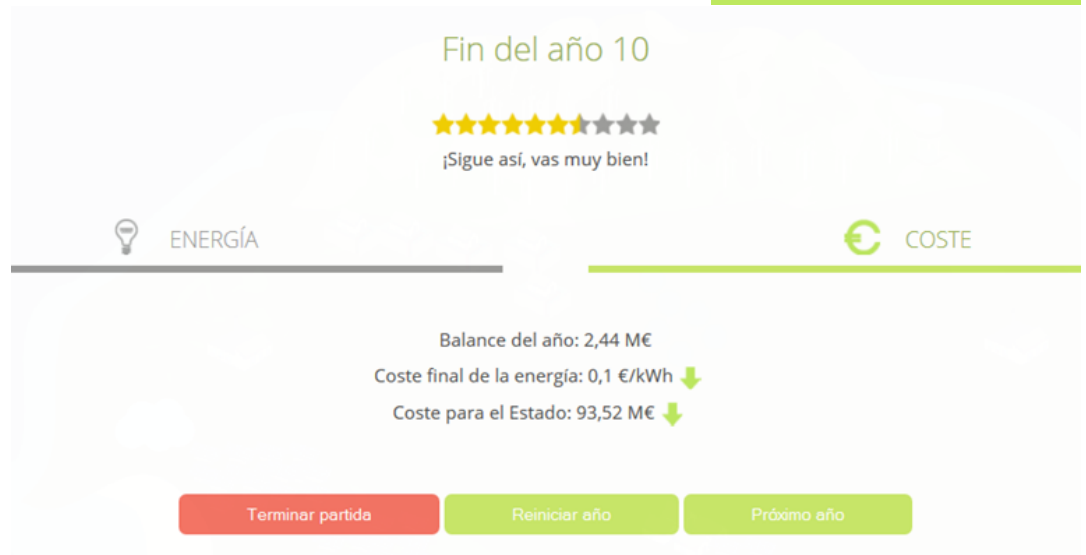 Fin del año 10
¡Sigue así, vas muy bien!
ENERGÍA
COSTE
Balance del año: 2,44 M€
Coste final de la energía: 0,1 €/kWh
Coste para el Estado: 93,52 M€
Terminar partida
Reiniciar año
Próximo año